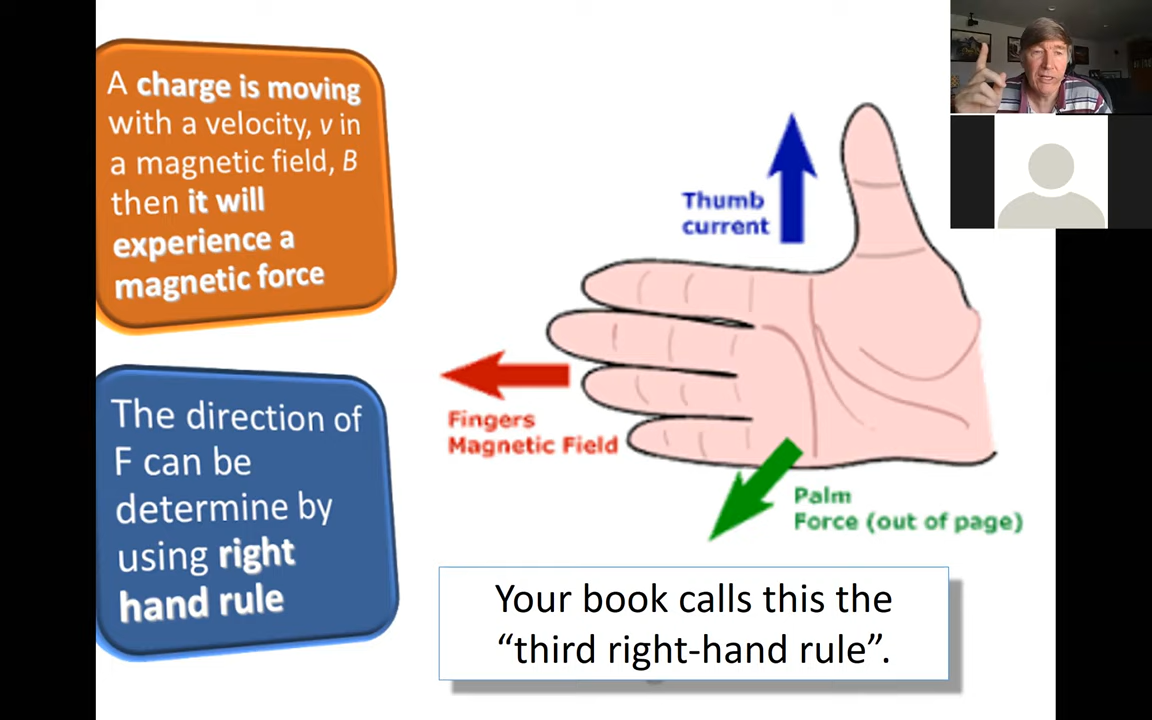 A charge is moving
with a velocity, v in
a magnetic field, B
then it will
experience a
magnetic force
The direction of
F can be
determine by
using right
hand rule
Thumb
current
Fingers
Magnetic Field
Palm
Force (out of page)
Your book calls this the
“third right-hand rule”.